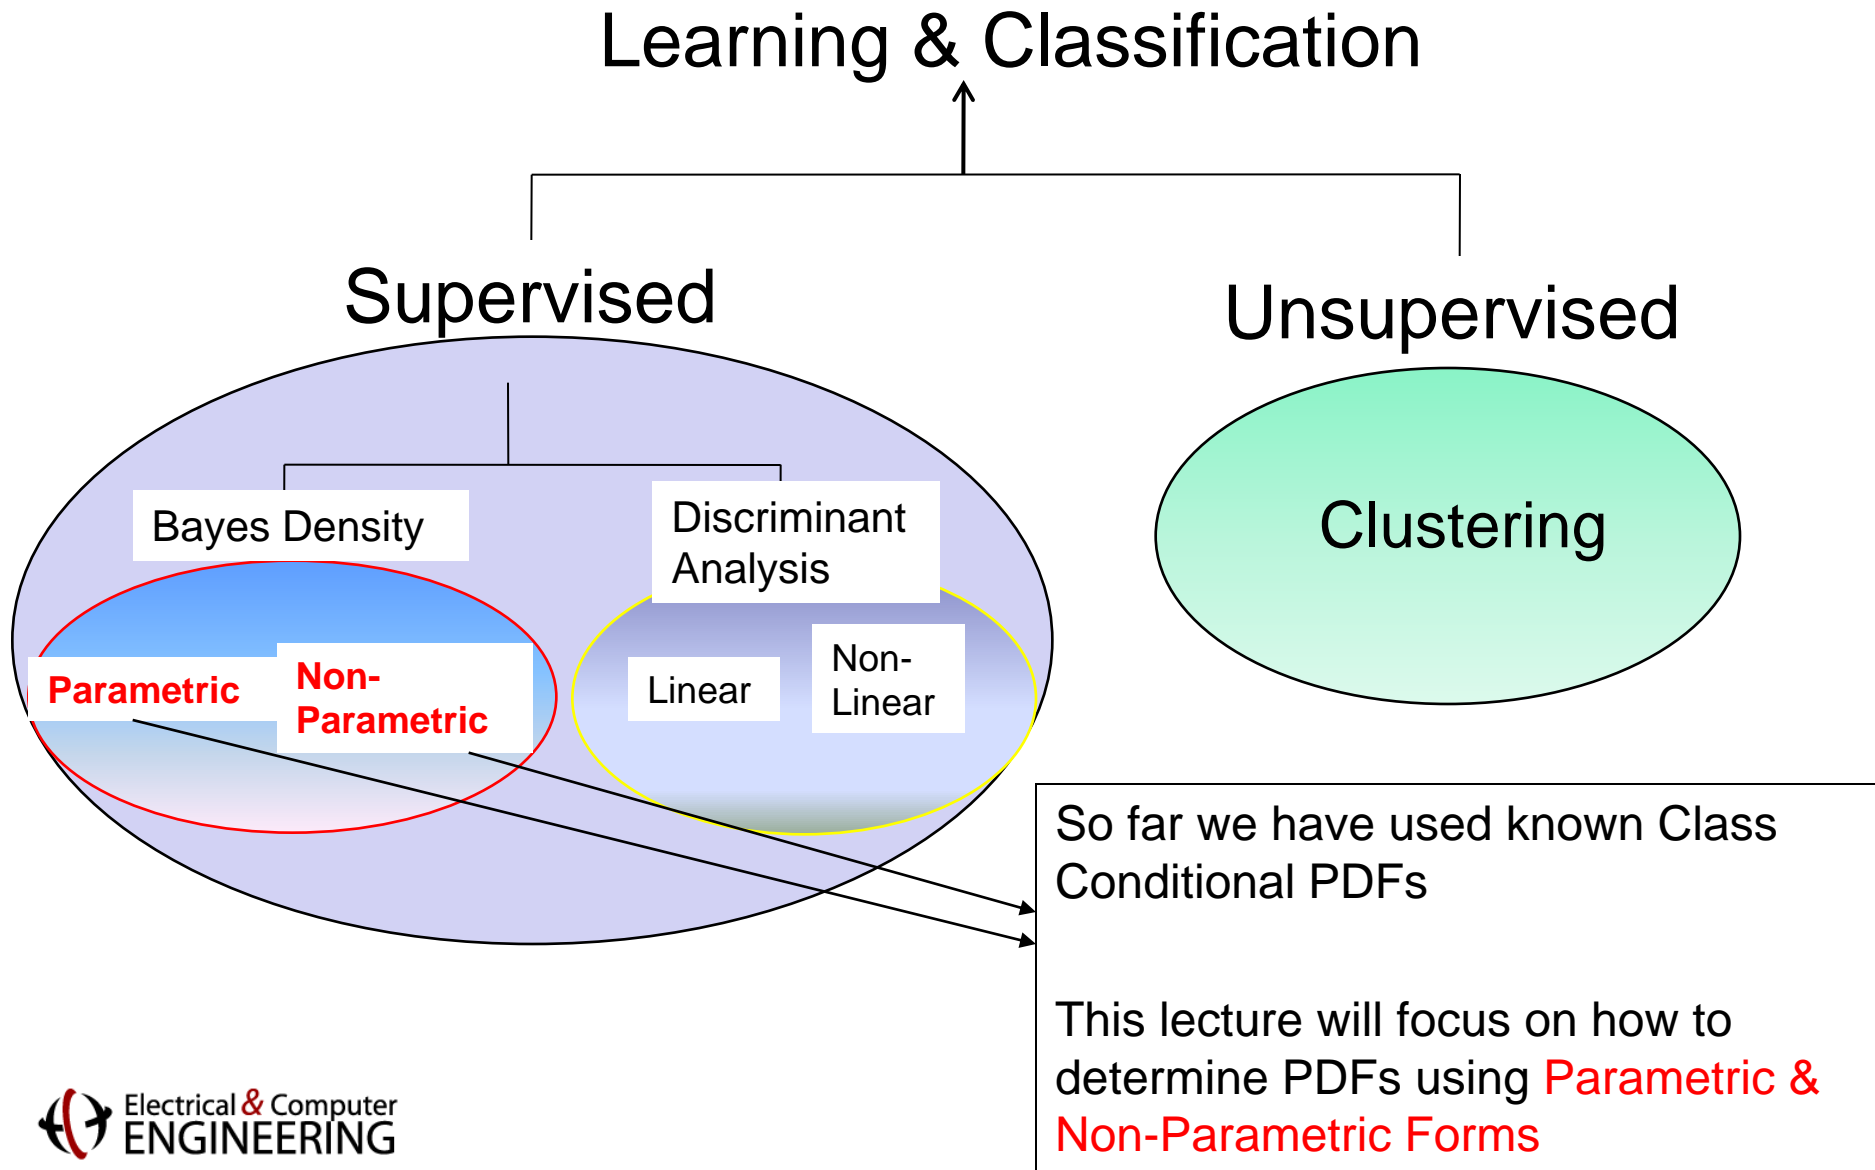 Learning & Classification
Supervised
Unsupervised
Bayes Density
Discriminant
Analysis
Clustering
Parametric
Non-
Parametric
Linear
Non-
Linear
So far we have used known Class
Conditional PDFs
This lecture will focus on how to
determine PDFs using Parametric &
Non-Parametric Forms
Electrical & Computer
ENGINEERING